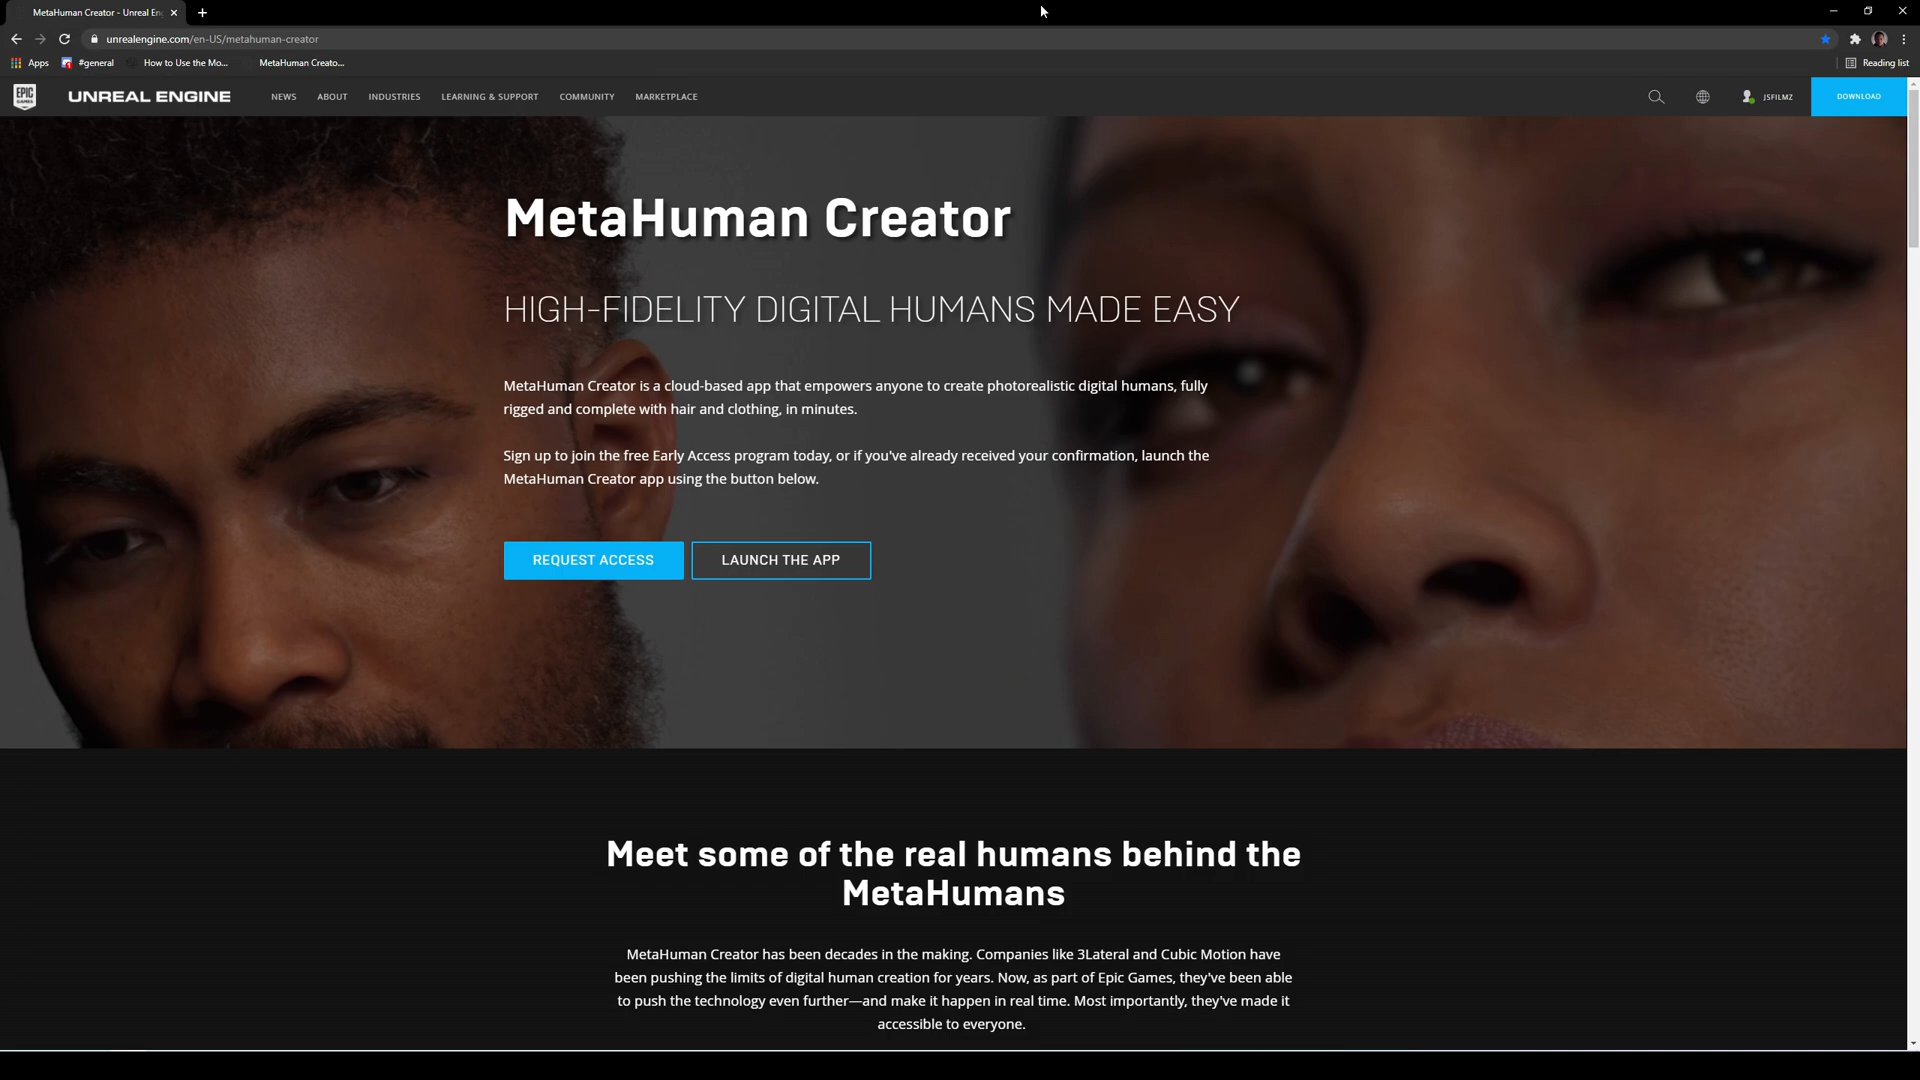 MetaHuman Creator - Unreal En
unrealengine.com/en-US/metahuman-creator
Apps
#general
How to Use the Mo...
MetaHuman Creato...
Reading list
EPIC GAMES
UNREAL ENGINE
NEWS
ABOUT
INDUSTRIES
LEARNING & SUPPORT
COMMUNITY
MARKETPLACE
JSFILMZ
DOWNLOAD
MetaHuman Creator
HIGH-FIDELITY DIGITAL HUMANS MADE EASY
MetaHuman Creator is a cloud-based app that empowers anyone to create photorealistic digital humans, fully
rigged and complete with hair and clothing, in minutes.
Sign up to join the free Early Access program today, or if you've already received your confirmation, launch the
MetaHuman Creator app using the button below.
REQUEST ACCESS
LAUNCH THE APP
Meet some of the real humans behind the
MetaHumans
MetaHuman Creator has been decades in the making. Companies like 3Lateral and Cubic Motion have
been pushing the limits of digital human creation for years. Now, as part of Epic Games, they've been able
to push the technology even further—and make it happen in real time. Most importantly, they've made it
accessible to everyone.